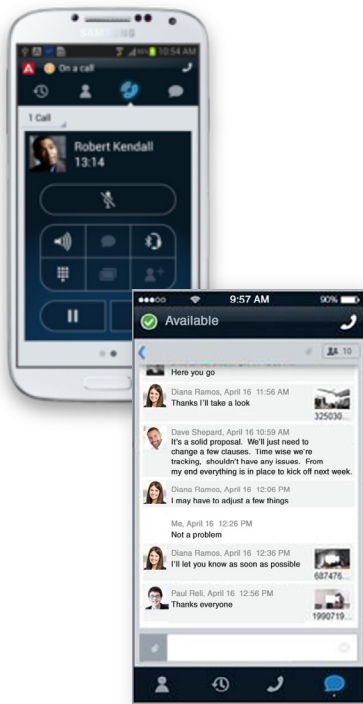 SAMSUNG
10:54 AM
On a call
1 Call
Robert Kendall
13:14
9:57 AM
90%
Available
10
Here you go
Diana Ramos, April 16 11:56 AM
Thanks I'll take a look
325030...
Dave Shepard, April 16 10:59 AM
It's a solid proposal. We'll just need to
change a few clauses. Time wise we're
tracking, shouldn't have any issues. From
my end everything is in place to kick off next week.
Diana Ramos, April 16 12:06 PM
I may have to adjust a few things
Me, April 16 12:26 PM
Not a problem
Diana Ramos, April 16 12:36 PM
I'll let you know as soon as possible
687476...
Paul Reli, April 16 12:56 PM
Thanks everyone
1990719...